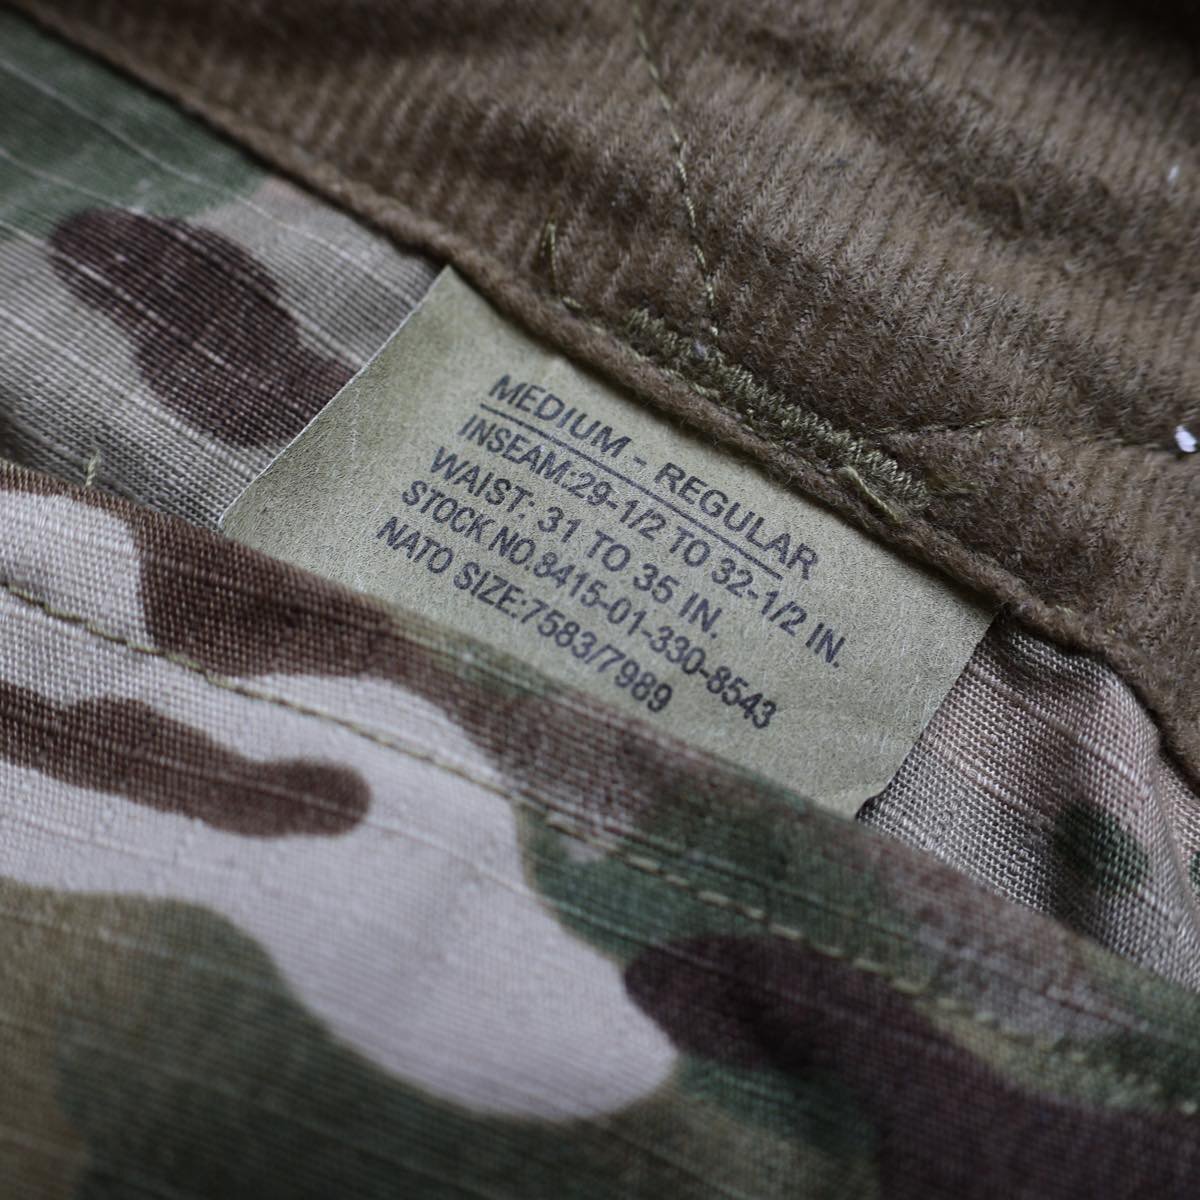 MEDIUM - REGULAR
INSEAM:29-1/2 TO 32-1/2 IN.
WAIST: 31 TO 35 IN.
STOCK NO.8415-01-330-8543
NATO SIZE:7583/7989